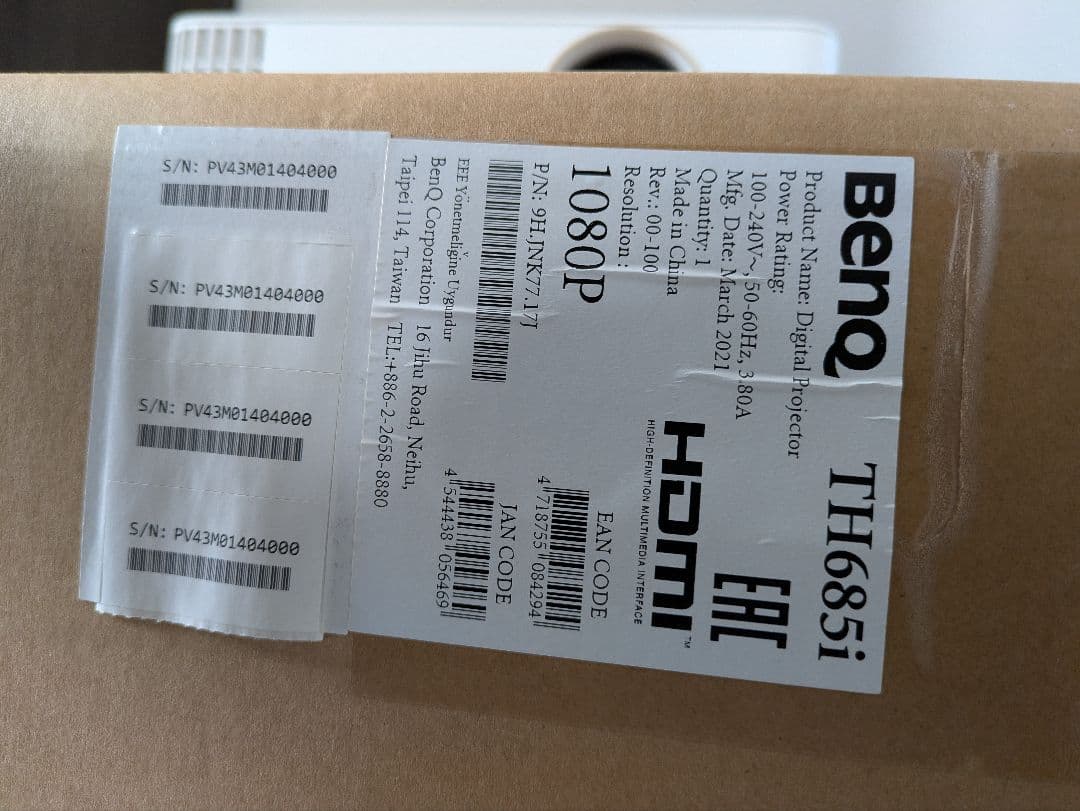 BenQ TH685i
Product Name: Digital Projector
Power Rating:
100-240V~, 50-60Hz, 3.80A
Mfg. Date: March 2021
Quantity: 1
Made in China
Rev.: 00-100
Resolution :
1080P
EAC
HDMI™
HIGH-DEFINITION MULTIMEDIA INTERFACE
P/N: 9H.JNK77.17J
EAN CODE
4 718755 084294
JAN CODE
4 544438 056469
EEE Yönetmeligine Uygundur
BenQ Corporation 16 Jihu Road, Neihu,
Taipei 114, Taiwan TEL:+886-2-2658-8880
S/N: PV43M01404000
S/N: PV43M01404000
S/N: PV43M01404000
S/N: PV43M01404000